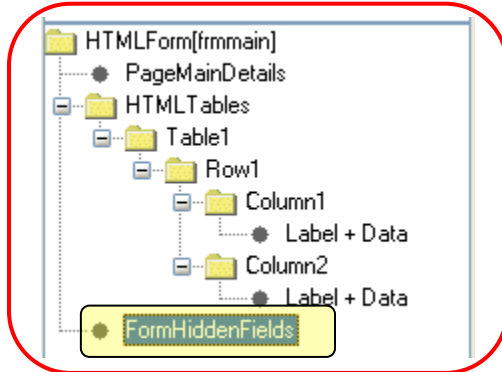 HTMLForm[frmmain]
PageMainDetails
HTMLTables
Table1
Row1
Column1
Label + Data
Column2
Label + Data
FormHiddenFields